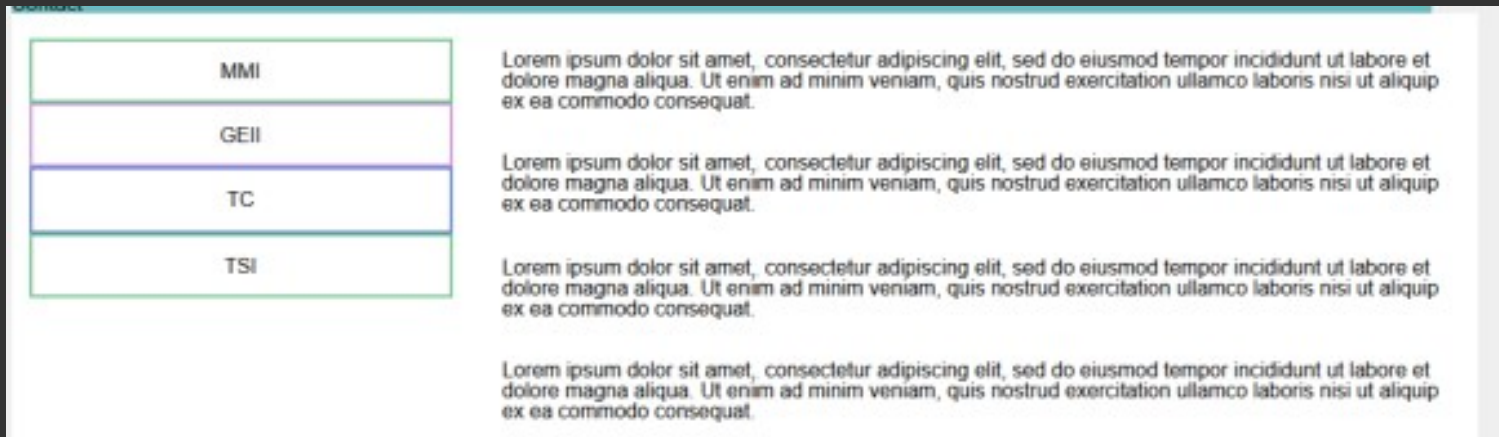 Contact
MMI
GEII
TC
TSI
Lorem ipsum dolor sit amet, consectetur adipiscing elit, sed do eiusmod tempor incididunt ut labore et
dolore magna aliqua. Ut enim ad minim veniam, quis nostrud exercitation ullamco laboris nisi ut aliquip
ex ea commodo consequat.
Lorem ipsum dolor sit amet, consectetur adipiscing elit, sed do eiusmod tempor incididunt ut labore et
dolore magna aliqua. Ut enim ad minim veniam, quis nostrud exercitation ullamco laboris nisi ut aliquip
ex ea commodo consequat.
Lorem ipsum dolor sit amet, consectetur adipiscing elit, sed do eiusmod tempor incididunt ut labore et
dolore magna aliqua. Ut enim ad minim veniam, quis nostrud exercitation ullamco laboris nisi ut aliquip
ex ea commodo consequat.
Lorem ipsum dolor sit amet, consectetur adipiscing elit, sed do eiusmod tempor incididunt ut labore et
dolore magna aliqua. Ut enim ad minim veniam, quis nostrud exercitation ullamco laboris nisi ut aliquip
ex ea commodo consequat.